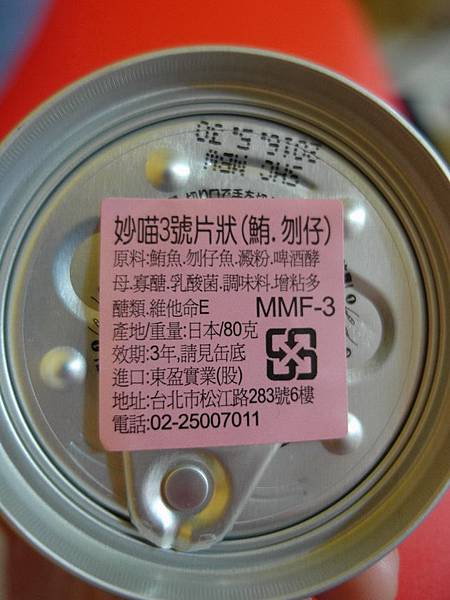 2016.5.30
妙喵3號片狀(鮪.刎仔)
原料:鮪魚.刎仔魚.澱粉.啤酒酵
母.寡醣.乳酸菌.調味料.增粘多
醣類.維他命E
MMF-3
產地/重量:日本/80克
效期:3年,請見缶底
進口:東盈實業(股)
地址:台北市松江路283號6樓
電話:02-25007011